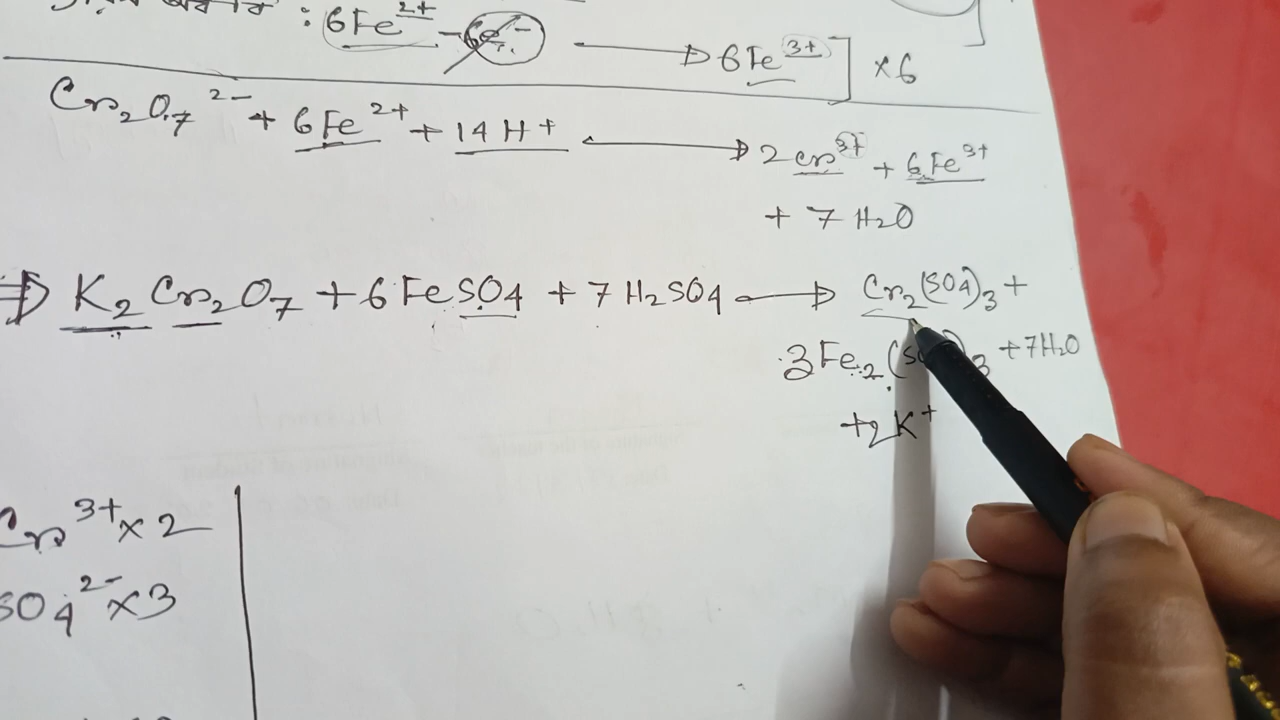 : 6Fe²⁺ - 6e⁻ ⟶ 6Fe³⁺ ] × 6
Cr₂O₇²⁻ + 6Fe²⁺ + 14H⁺ ⟶ 2Cr³⁺ + 6Fe³⁺
+ 7H₂O
⇒ K₂Cr₂O₇ + 6FeSO₄ + 7H₂SO₄ ⟶ Cr₂(SO₄)₃ +
3Fe₂(SO₄)₃ + 7H₂O
+2K⁺
Cr³⁺ × 2
SO₄²⁻ × 3